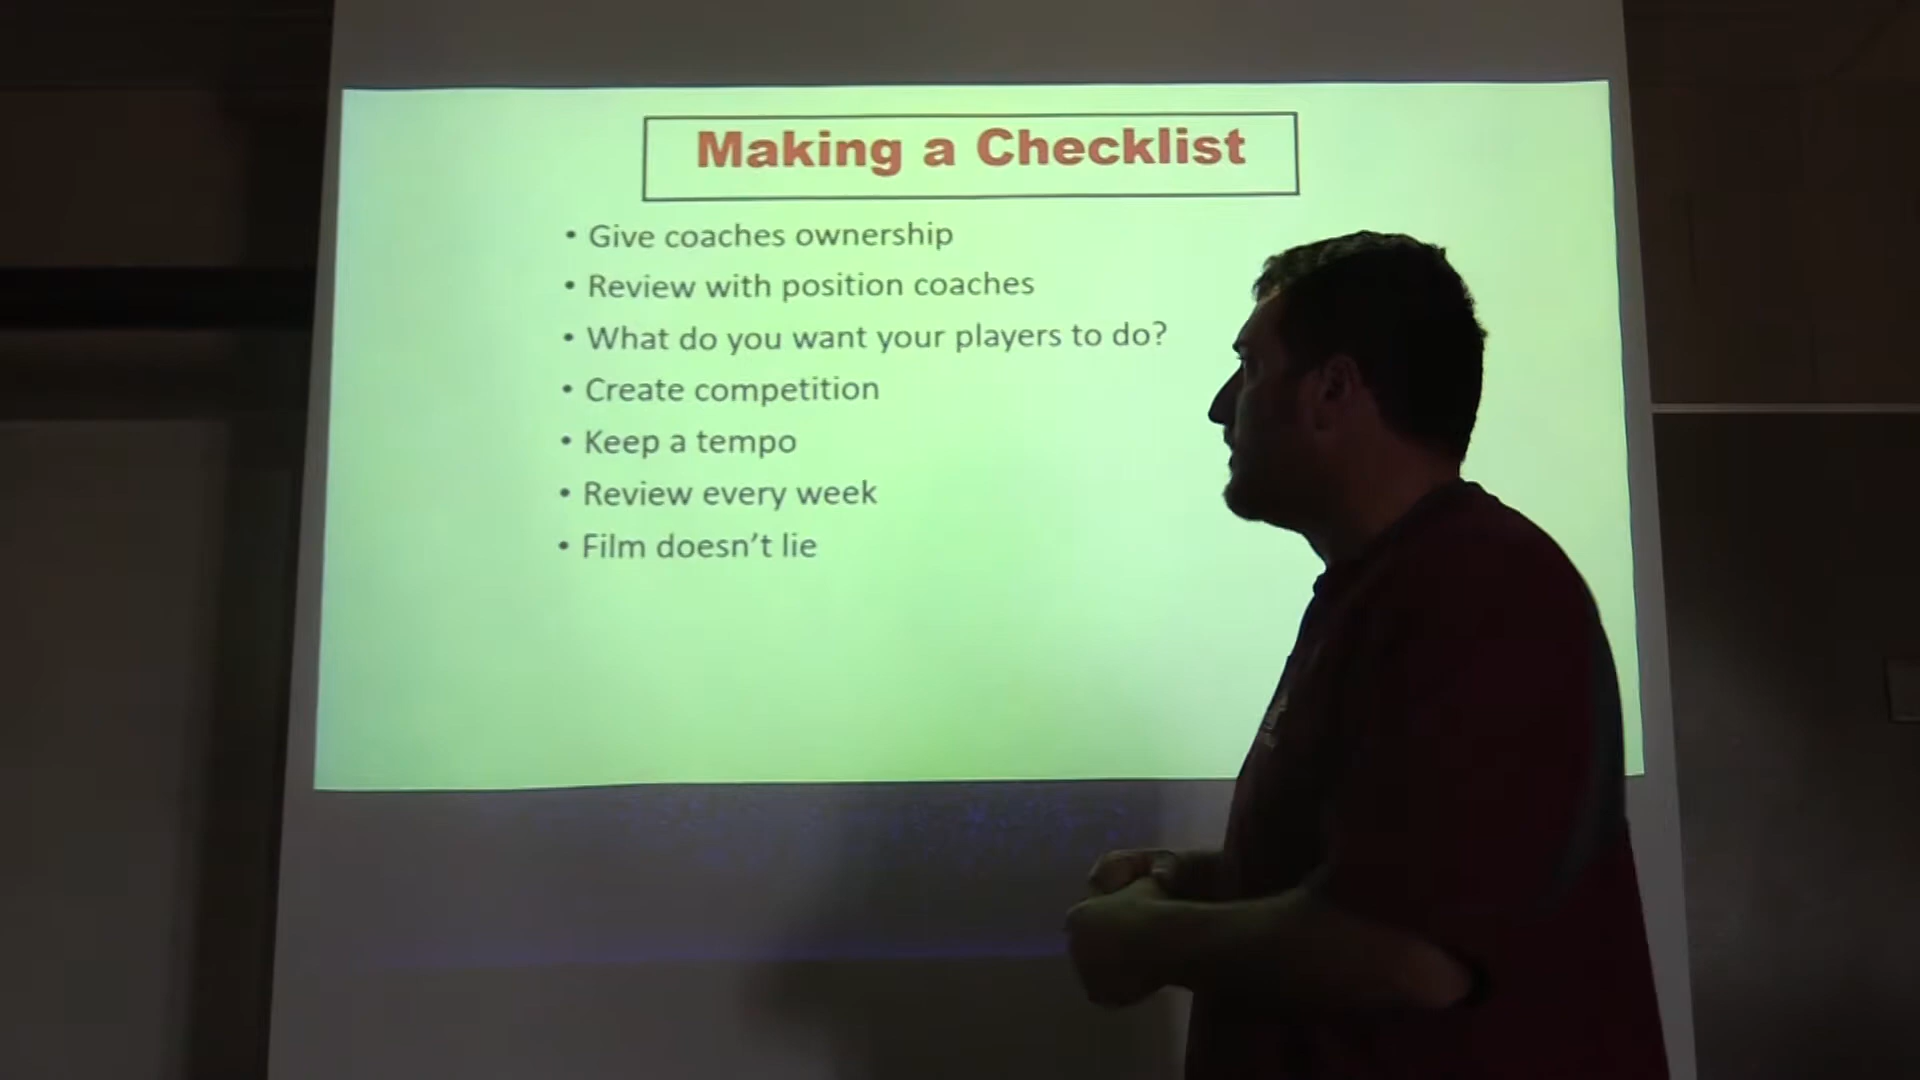 Making a Checklist
• Give coaches ownership
• Review with position coaches
• What do you want your players to do?
• Create competition
• Keep a tempo
• Review every week
• Film doesn’t lie